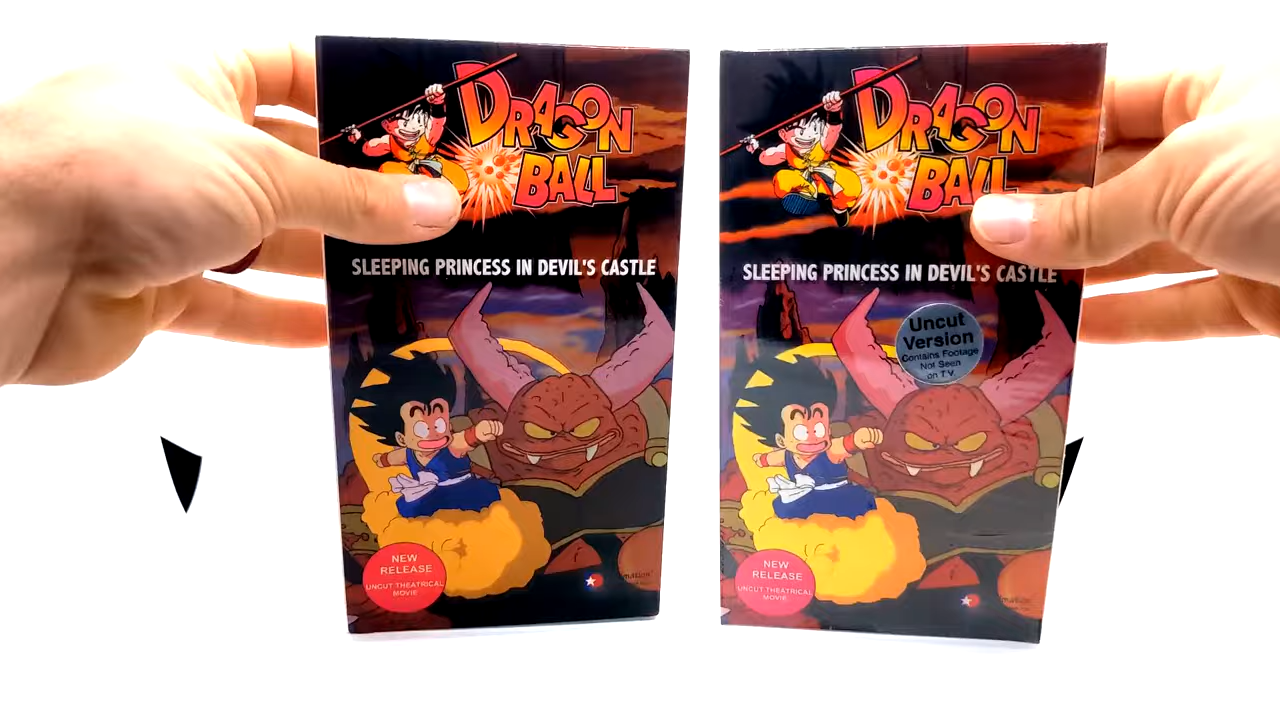 DRAGON
BALL
SLEEPING PRINCESS IN DEVIL'S CASTLE
NEW
RELEASE
UNCUT THEATRICAL
MOVIE
DRAGON
BALL
SLEEPING PRINCESS IN DEVIL'S CASTLE
Uncut
Version
Contains Footage
Not Seen
on T.V.
NEW
RELEASE
UNCUT THEATRICAL
MOVIE